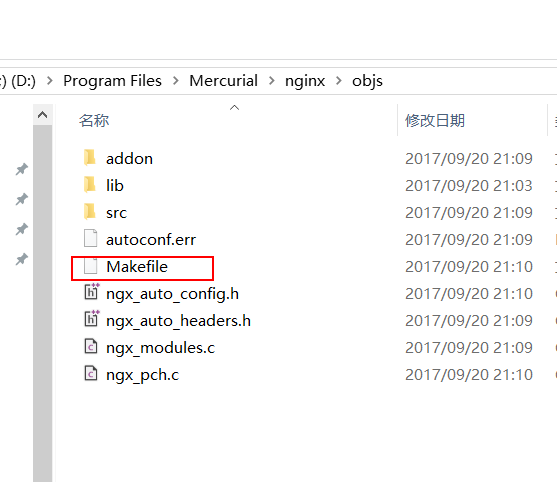 :) (D:) > Program Files > Mercurial > nginx > objs
名称 修改日期
addon 2017/09/20 21:09
lib 2017/09/20 21:03
src 2017/09/20 21:09
autoconf.err 2017/09/20 21:09
Makefile 2017/09/20 21:10
ngx_auto_config.h 2017/09/20 21:10
ngx_auto_headers.h 2017/09/20 21:09
ngx_modules.c 2017/09/20 21:09
ngx_pch.c 2017/09/20 21:10